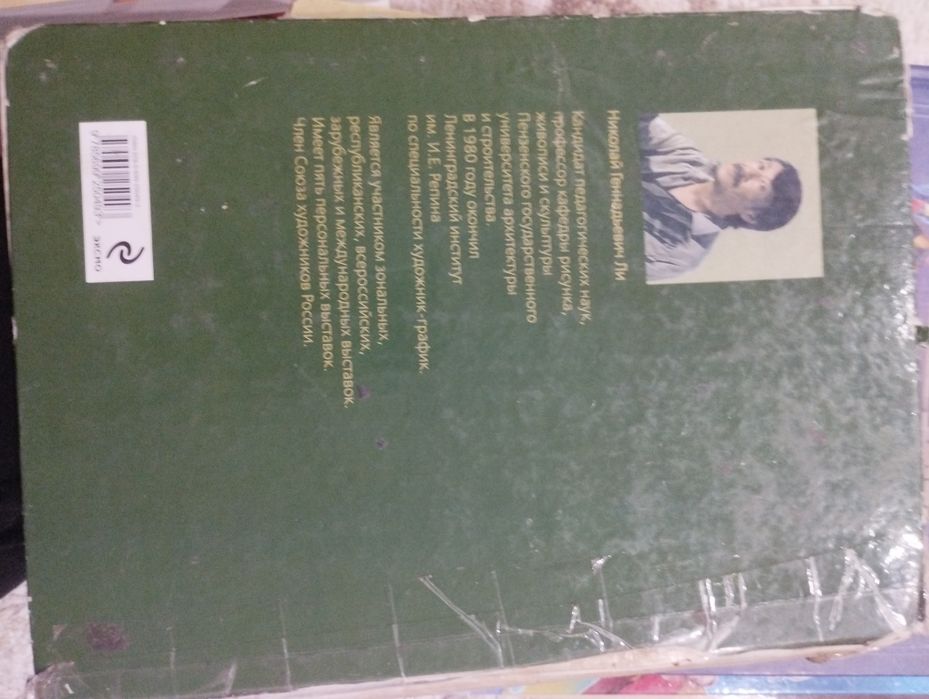 Николай Генадьевич Ли
Кандидат педагогических наук,
профессор кафедры рисунка,
живописи и скульптуры
Пензенского государственного
университета архитектуры
и строительства.
В 1980 году окончил
Ленинградский институт
им. И.Е. Репина
по специальности художник-график.
Является участником зональных,
республиканских, всероссийских,
зарубежных и международных выставок.
Имеет пять персональных выставок.
Член Союза художников России.
ЭКСМО